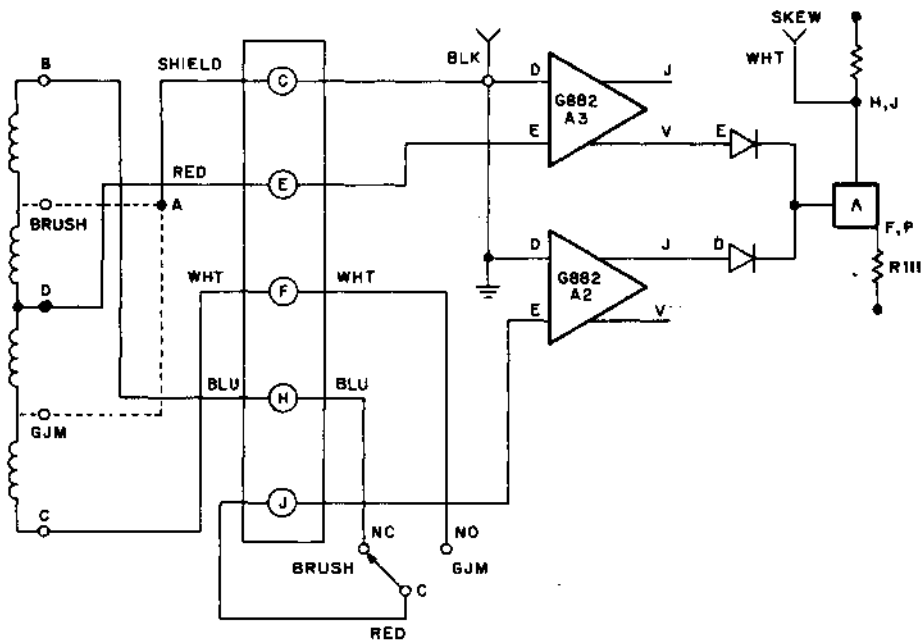 SKEW
WHT
B
SHIELD
C
BLK
D
G882
A3
J
H,J
E
V
E
RED
E
BRUSH
A
Λ
F,P
R111
D
WHT
F
WHT
D
G882
A2
J
D
E
V
BLU
H
BLU
GJM
J
C
NC
NO
BRUSH
GJM
C
RED